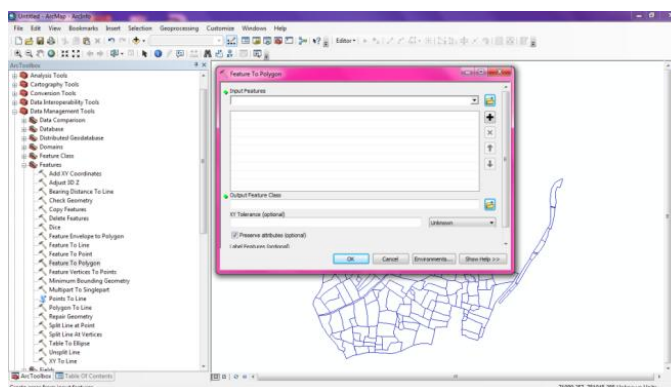 Untitled - ArcMap - ArcInfo
File Edit View Bookmarks Insert Selection Geoprocessing Customize Windows Help
Editor
ArcToolbox
Analysis Tools
Cartography Tools
Conversion Tools
Data Interoperability Tools
Data Management Tools
Data Comparison
Database
Distributed Geodatabase
Domains
Feature Class
Features
Add XY Coordinates
Adjust 3D Z
Bearing Distance To Line
Check Geometry
Copy Features
Delete Features
Dice
Feature Envelope to Polygon
Feature To Line
Feature To Point
Feature To Polygon
Feature Vertices To Points
Minimum Bounding Geometry
Multipart To Singlepart
Points To Line
Polygon To Line
Repair Geometry
Split Line at Point
Split Line At Vertices
Table To Ellipse
Unsplit Line
XY To Line
Fields
ArcToolbox Table Of Contents
Feature To Polygon
Input Features
Output Feature Class
XY Tolerance (optional)
Unknown
Preserve attributes (optional)
Label Features (optional)
OK Cancel Environments... Show Help >>
Unknown Units